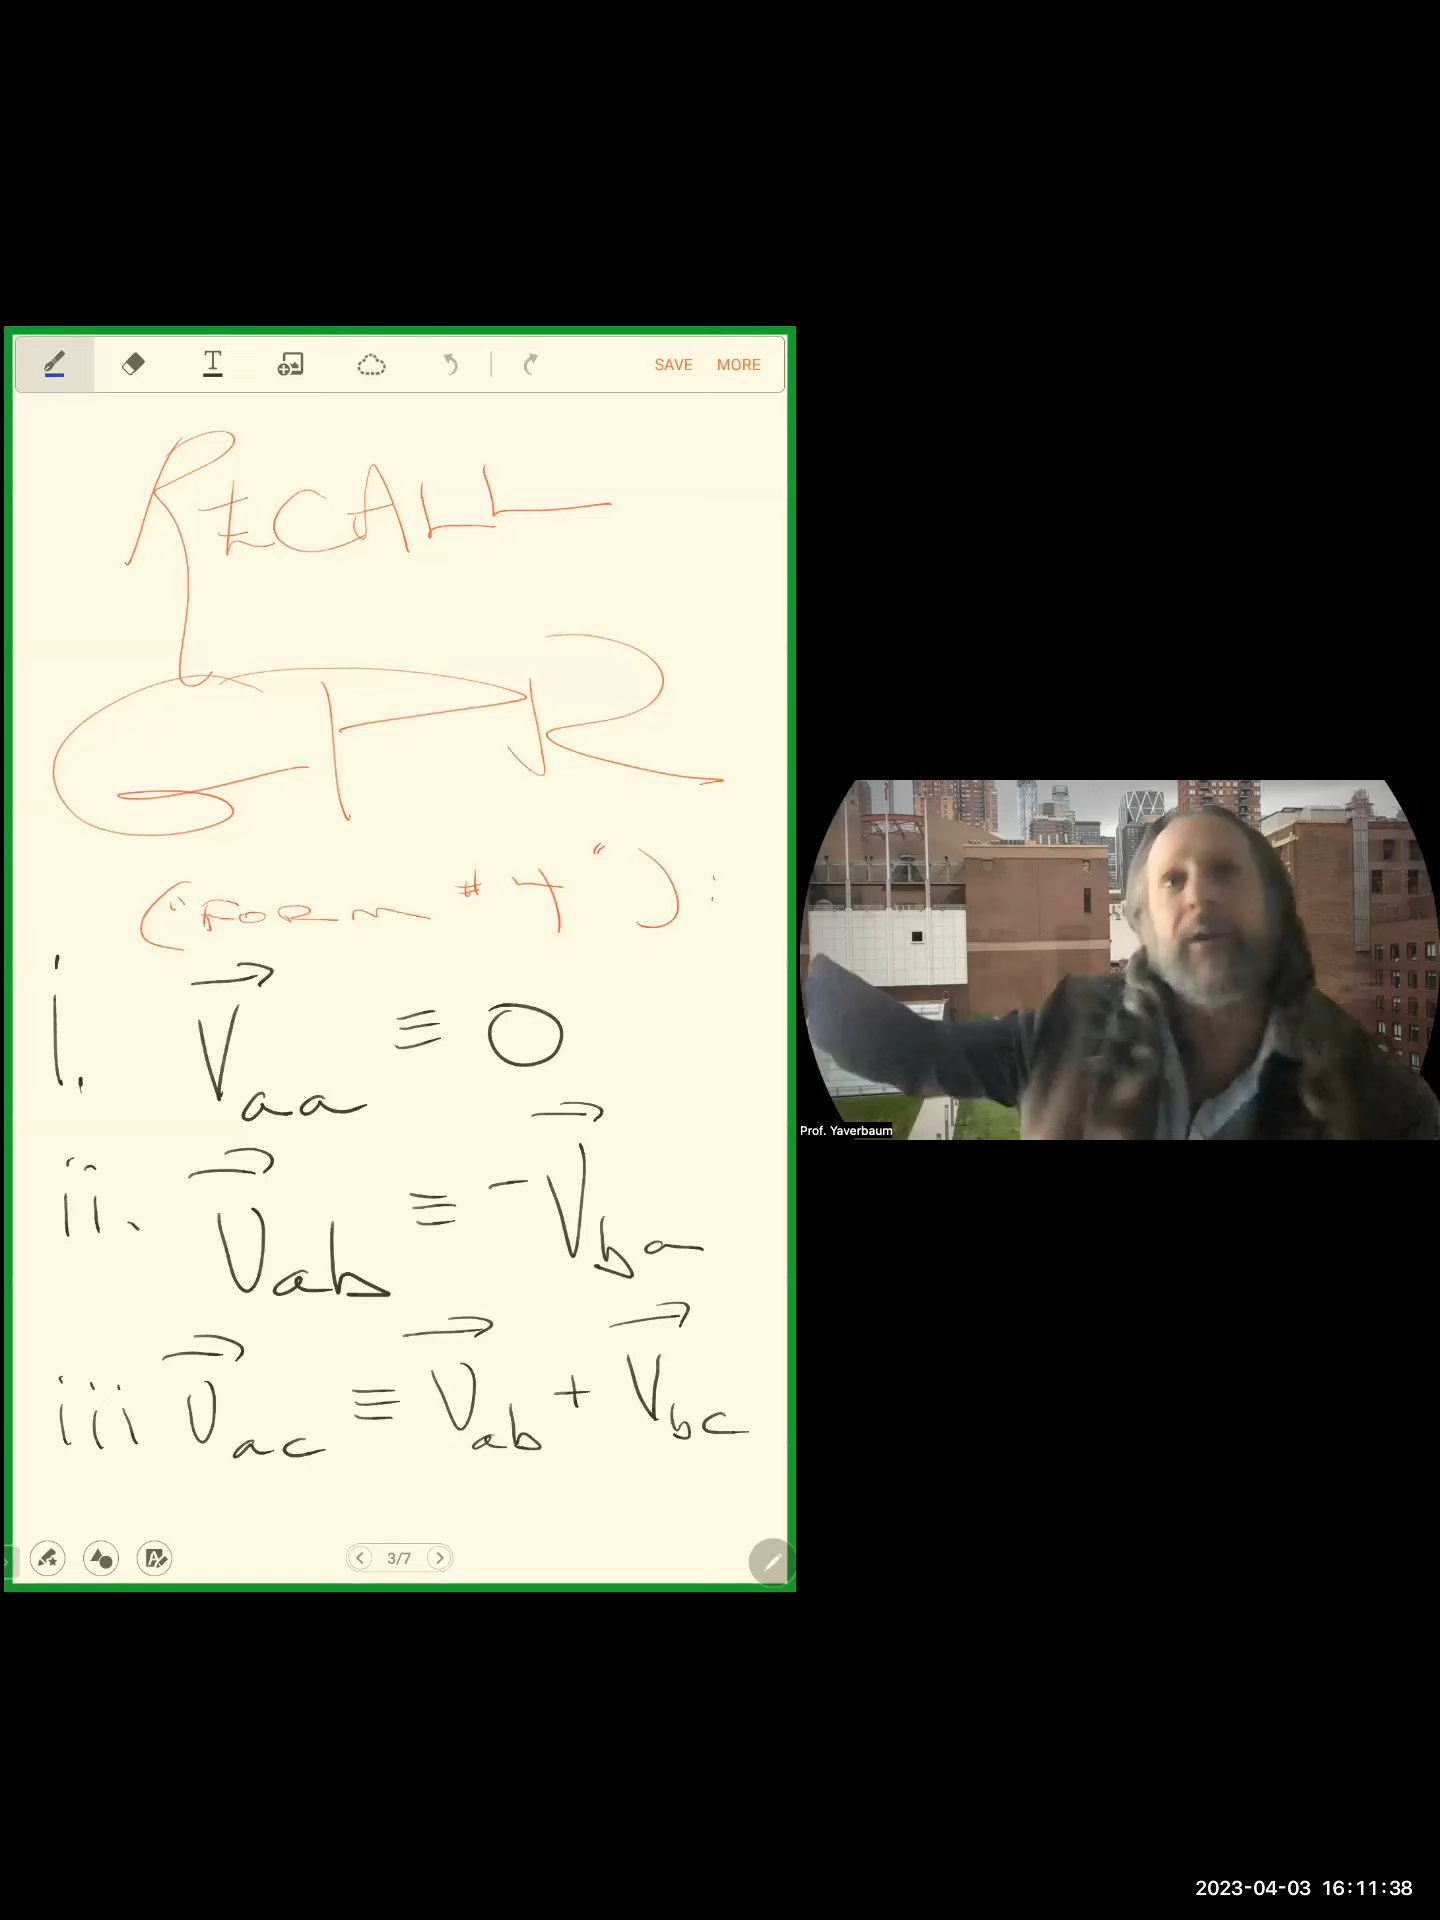 SAVE MORE
RECALL
GPR
("FORM #4"):
i. V⃗aa ≡ 0
ii. V⃗ab ≡ -V⃗ba
iii V⃗ac ≡ V⃗ab + V⃗bc
3/7
Prof. Yaverbaum
2023-04-03 16:11:38